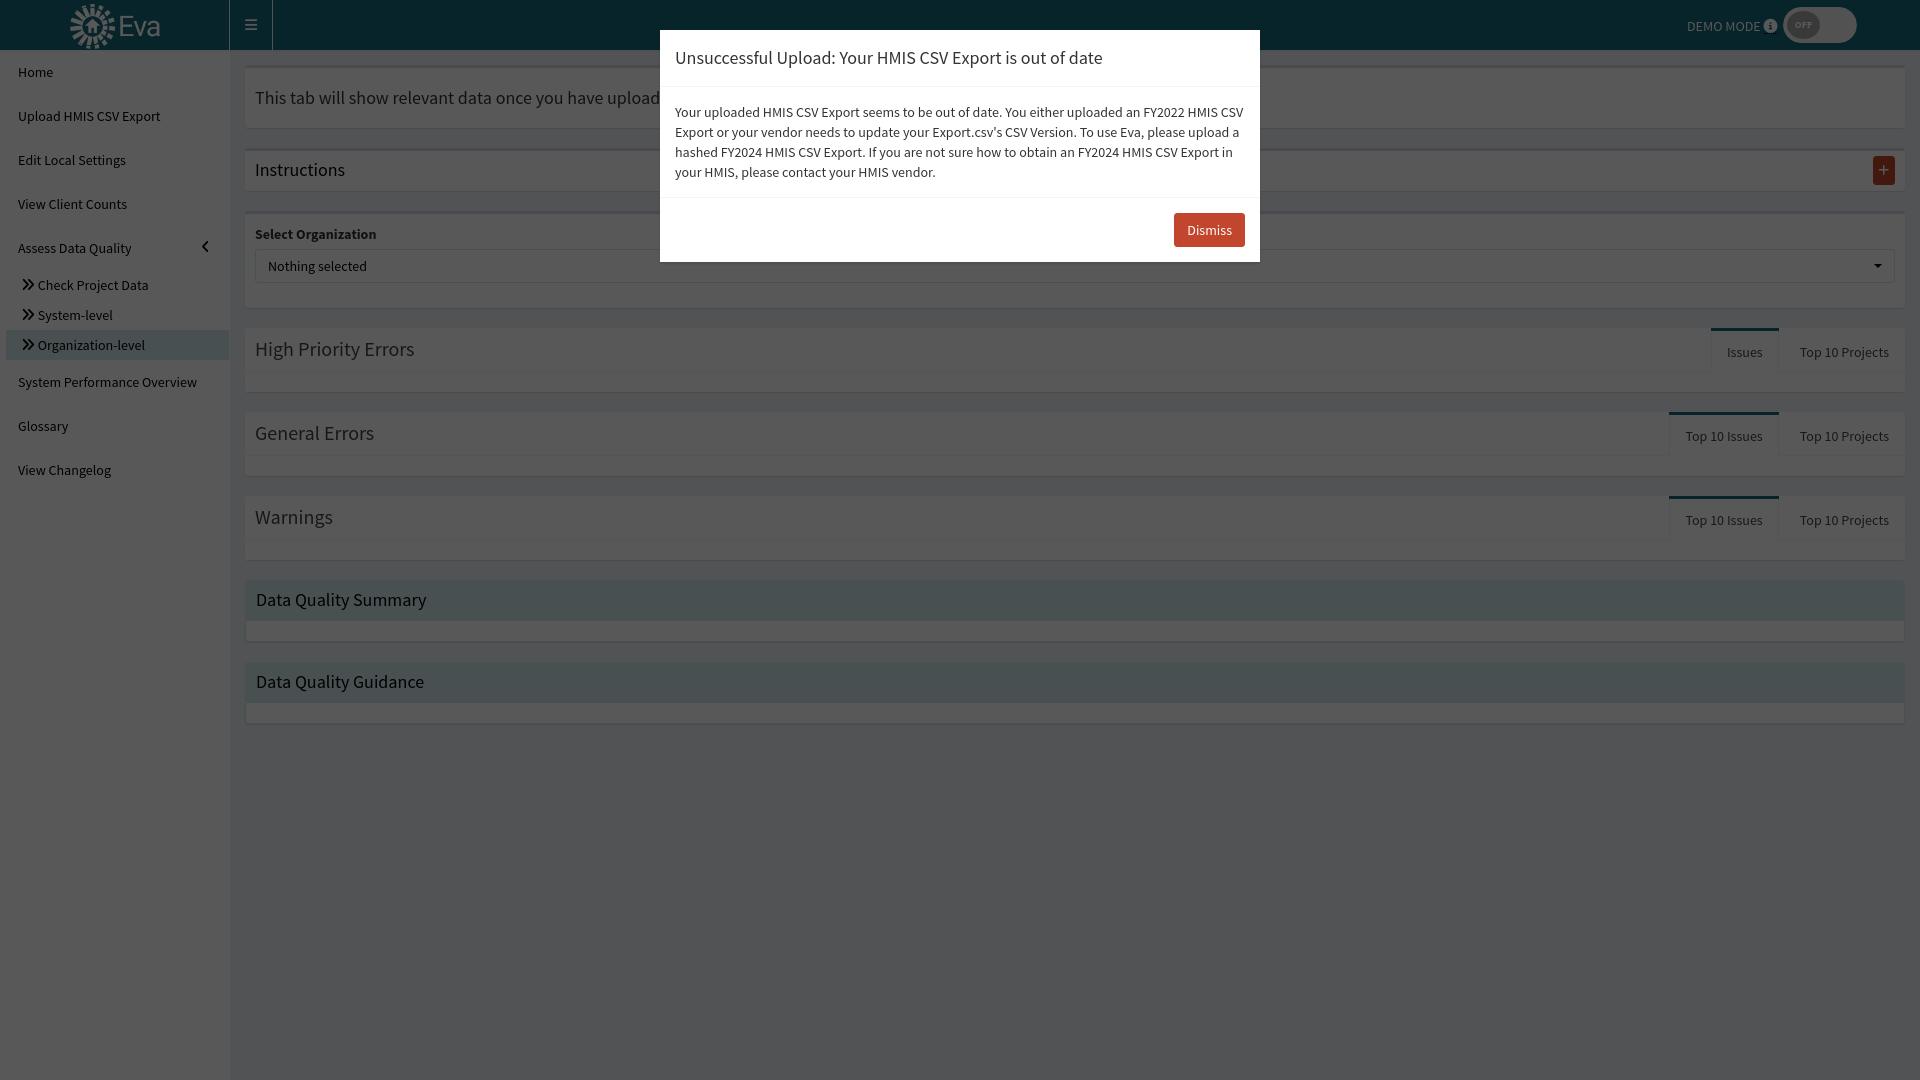 Eva
DEMO MODE
OFF
Home
Upload HMIS CSV Export
Edit Local Settings
View Client Counts
Assess Data Quality
Check Project Data
System-level
Organization-level
System Performance Overview
Glossary
View Changelog
Unsuccessful Upload: Your HMIS CSV Export is out of date
Your uploaded HMIS CSV Export seems to be out of date. You either uploaded an FY2022 HMIS CSV
Export or your vendor needs to update your Export.csv's CSV Version. To use Eva, please upload a
hashed FY2024 HMIS CSV Export. If you are not sure how to obtain an FY2024 HMIS CSV Export in
your HMIS, please contact your HMIS vendor.
Dismiss
This tab will show relevant data once you have upload
Instructions
+
Select Organization
Nothing selected
High Priority Errors
Issues
Top 10 Projects
General Errors
Top 10 Issues
Top 10 Projects
Warnings
Top 10 Issues
Top 10 Projects
Data Quality Summary
Data Quality Guidance